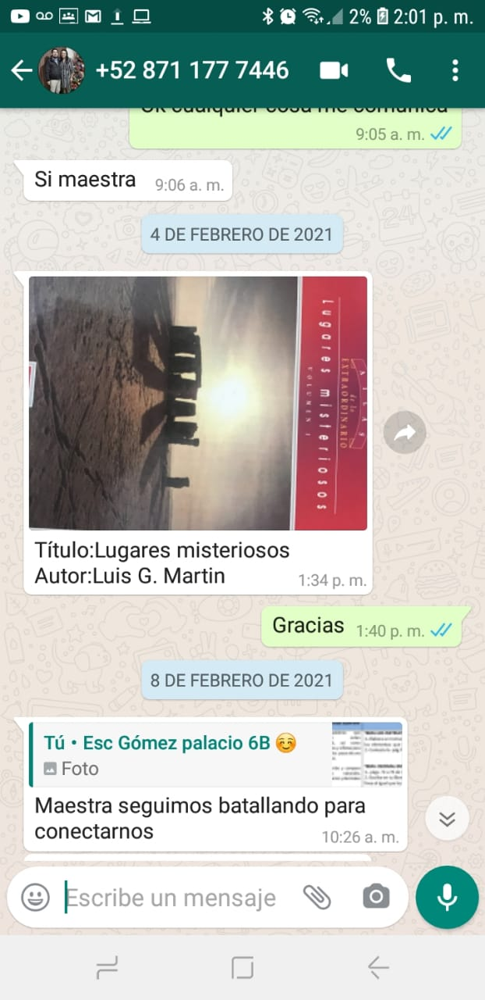 2% 2:01 p. m.
+52 871 177 7446
Ok cualquier cosa me comunica
9:05 a. m.
Si maestra 9:06 a. m.
4 DE FEBRERO DE 2021
ATLAS
de lo
EXTRAORDINARIO
Lugares misteriosos
VOLUMEN I
Título:Lugares misteriosos
Autor:Luis G. Martin 1:34 p. m.
Gracias 1:40 p. m.
8 DE FEBRERO DE 2021
Tú • Esc Gómez palacio 6B ☺️
Foto
Maestra seguimos batallando para
conectarnos 10:26 a. m.
Escribe un mensaje